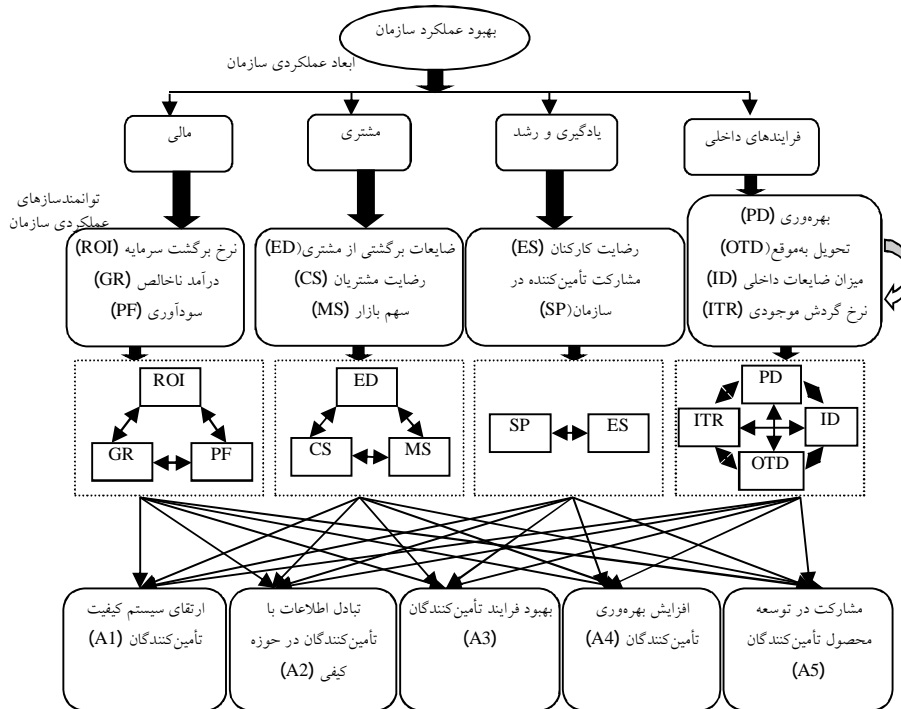 بهبود عملکرد سازمان
ابعاد عملکردی سازمان
فرایندهای داخلی
یادگیری و رشد
مشتری
مالی
توانمندسازهای
عملکردی سازمان
بهره‌وری (PD)
تحویل به‌موقع(OTD)
میزان ضایعات داخلی (ID)
نرخ گردش موجودی (ITR)
رضایت کارکنان (ES)
مشارکت تأمین‌کننده در
سازمان(SP)
ضایعات برگشتی از مشتری(ED)
رضایت مشتریان (CS)
سهم بازار (MS)
نرخ برگشت سرمایه (ROI)
درآمد ناخالص (GR)
سودآوری (PF)
PD
ITR
ID
OTD
SP
ES
ED
CS
MS
ROI
GR
PF
مشارکت در توسعه
محصول تأمین‌کنندگان
(A5)
افزایش بهره‌وری
تأمین‌کنندگان (A4)
بهبود فرایند تأمین‌کنندگان
(A3)
تبادل اطلاعات با
تأمین‌کنندگان در حوزه
کیفی (A2)
ارتقای سیستم کیفیت
تأمین‌کنندگان (A1)